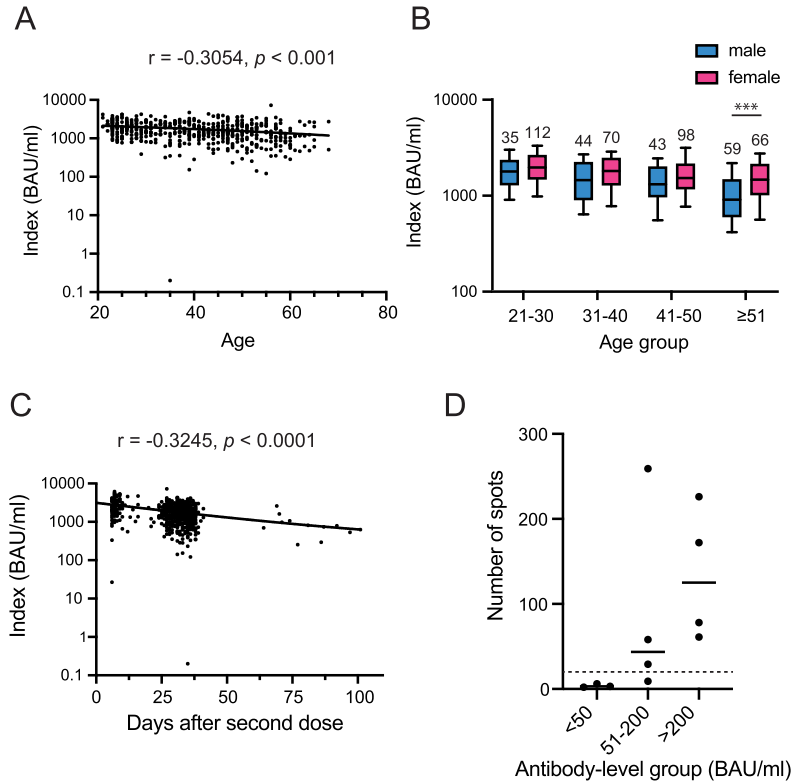 A
r = -0.3054, p < 0.001
Index (BAU/ml)
10000
1000
100
10
1
0.1
20 40 60 80
Age
B
male
female
Index (BAU/ml)
10000
1000
100
***
35 112 44 70 43 98 59 66
21-30 31-40 41-50 ≥51
Age group
C
r = -0.3245, p < 0.0001
Index (BAU/ml)
10000
1000
100
10
1
0.1
0 25 50 75 100
Days after second dose
D
Number of spots
300
200
100
0
<50 51-200 >200
Antibody-level group (BAU/ml)